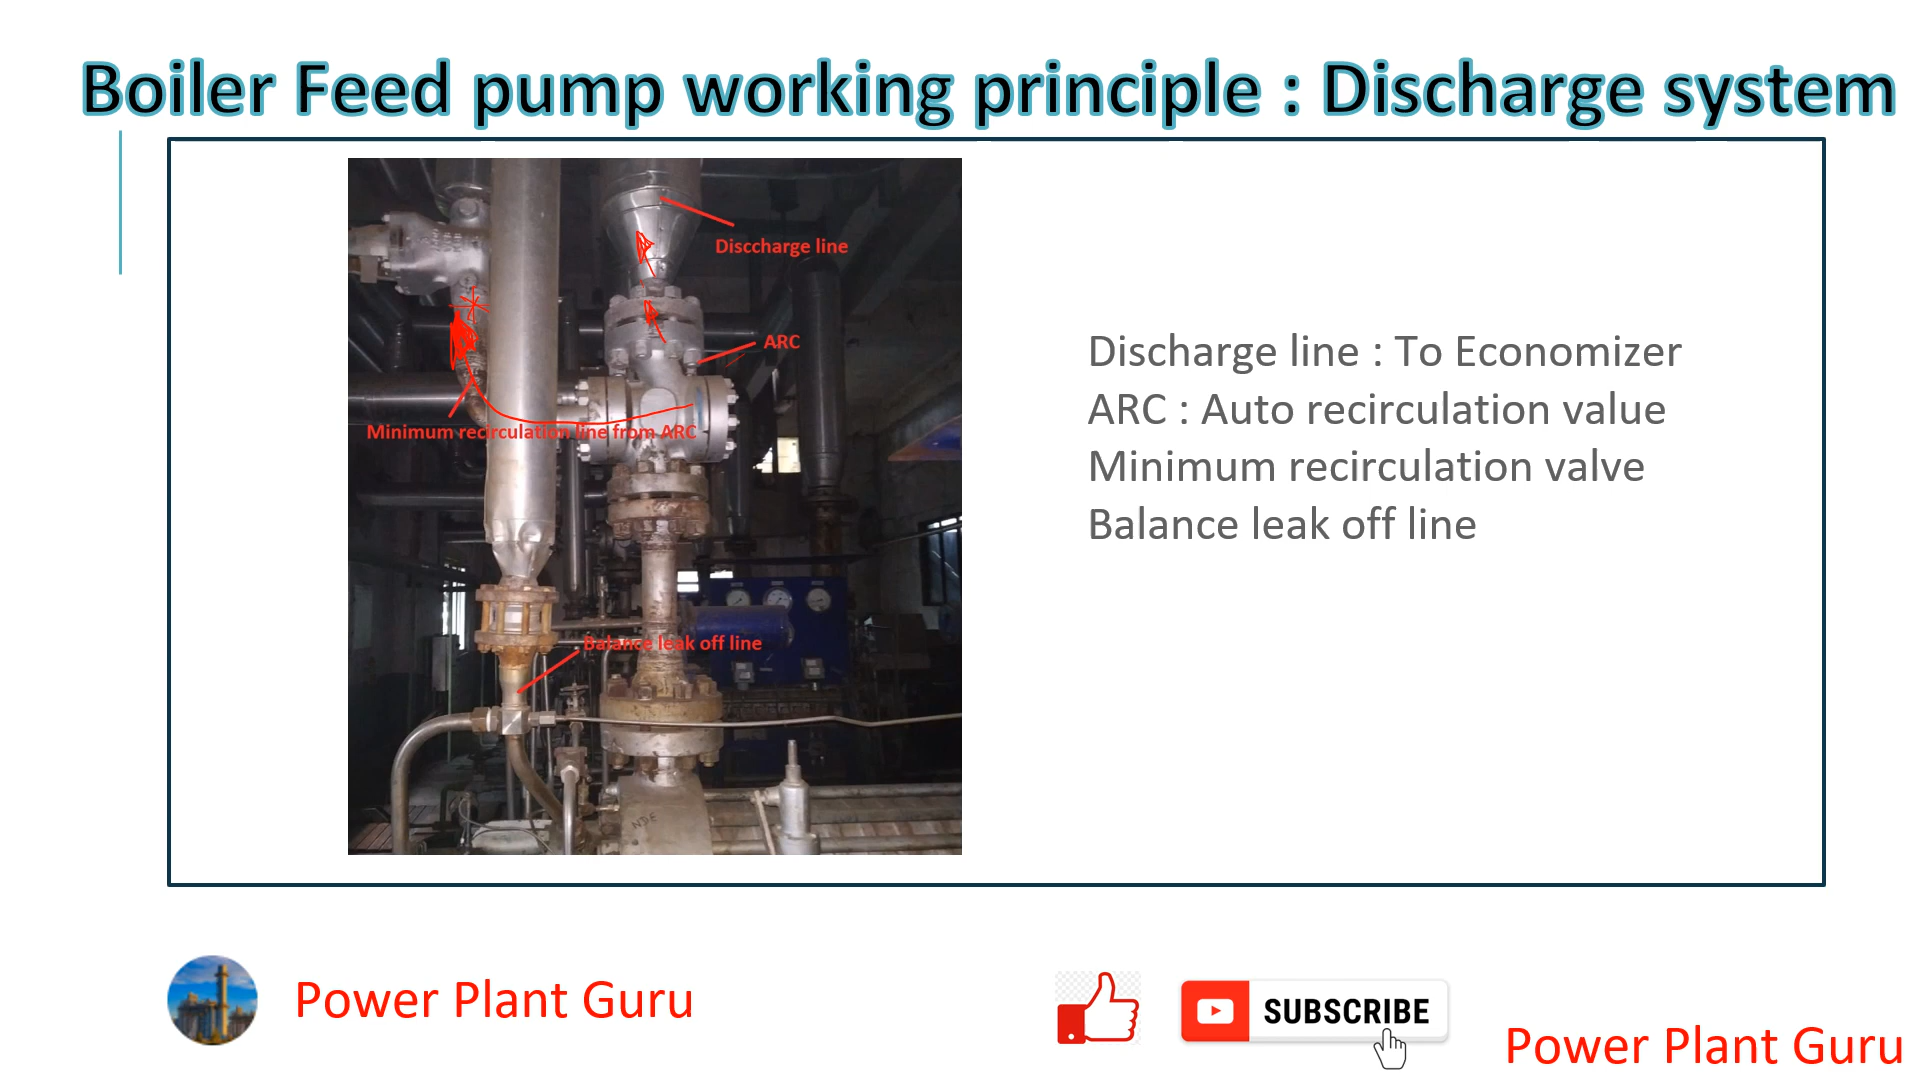 Boiler Feed pump working principle : Discharge system
Disccharge line
ARC
Minimum recirculation line from ARC
Balance leak off line
NDE
Discharge line : To Economizer
ARC : Auto recirculation value
Minimum recirculation valve
Balance leak off line
Power Plant Guru
SUBSCRIBE
Power Plant Guru